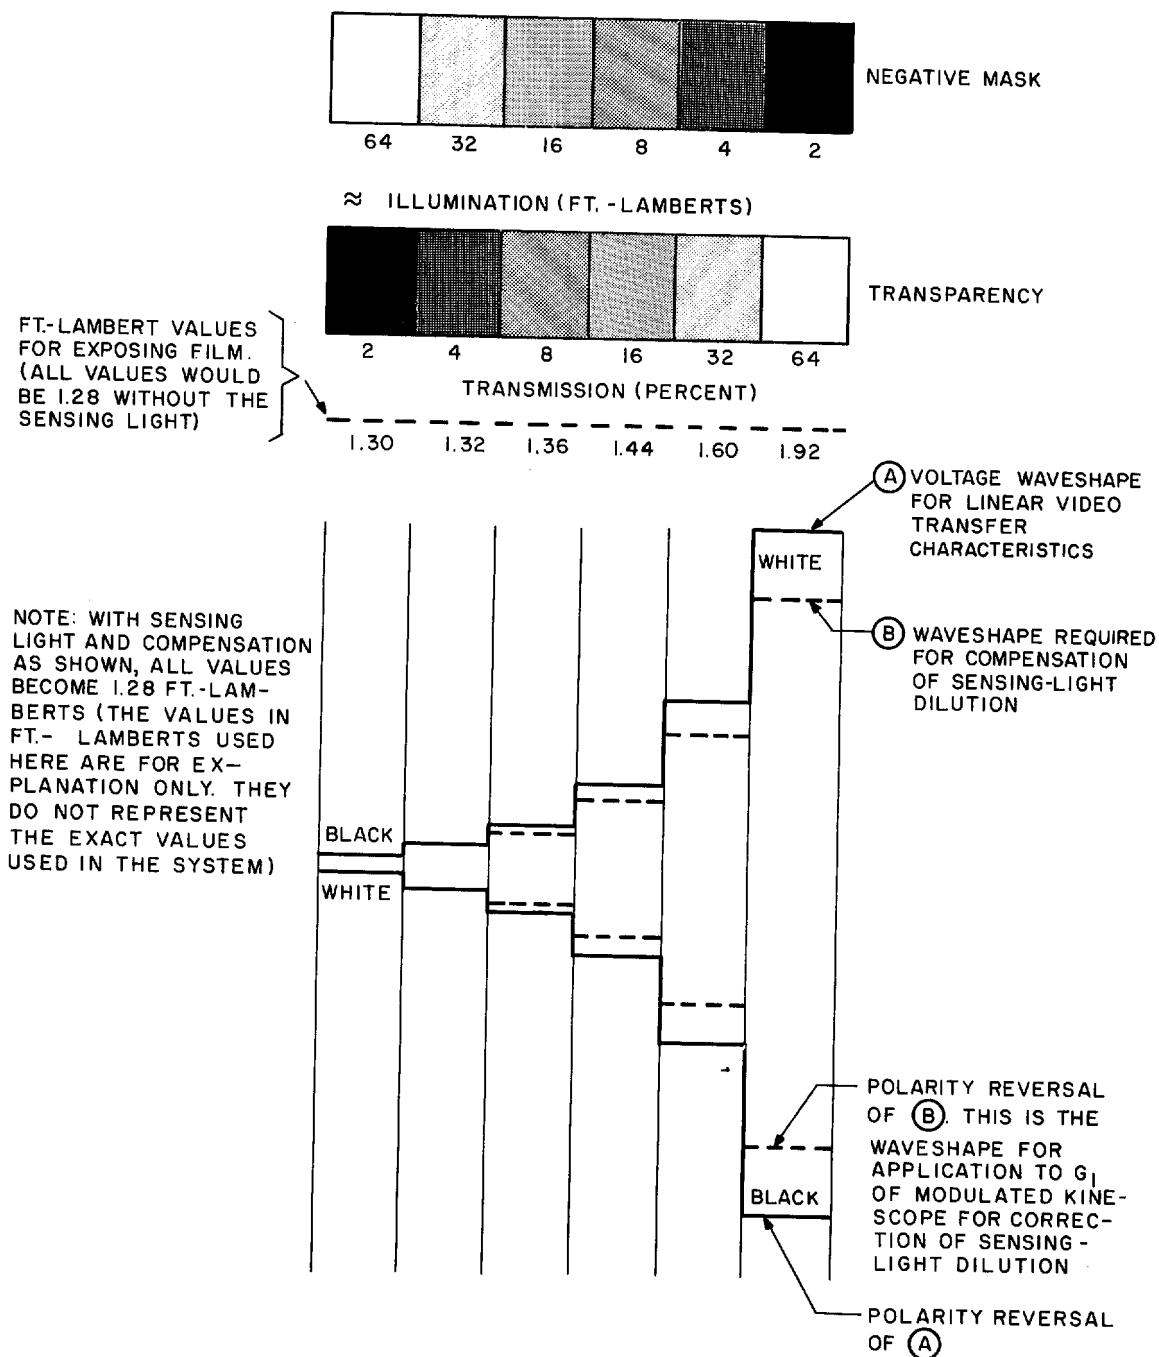 NEGATIVE MASK
64 32 16 8 4 2
≈ ILLUMINATION (FT.-LAMBERTS)
TRANSPARENCY
2 4 8 16 32 64
TRANSMISSION (PERCENT)
FT.-LAMBERT VALUES
FOR EXPOSING FILM.
(ALL VALUES WOULD
BE 1.28 WITHOUT THE
SENSING LIGHT)
1.30 1.32 1.36 1.44 1.60 1.92
A VOLTAGE WAVESHAPE
FOR LINEAR VIDEO
TRANSFER
CHARACTERISTICS
WHITE
B WAVESHAPE REQUIRED
FOR COMPENSATION
OF SENSING-LIGHT
DILUTION
NOTE: WITH SENSING
LIGHT AND COMPENSATION
AS SHOWN, ALL VALUES
BECOME 1.28 FT.-LAM-
BERTS (THE VALUES IN
FT.- LAMBERTS USED
HERE ARE FOR EX-
PLANATION ONLY. THEY
DO NOT REPRESENT
THE EXACT VALUES
USED IN THE SYSTEM)
BLACK
WHITE
POLARITY REVERSAL
OF B. THIS IS THE
WAVESHAPE FOR
APPLICATION TO G1
OF MODULATED KINE-
SCOPE FOR CORREC-
TION OF SENSING-
LIGHT DILUTION
BLACK
POLARITY REVERSAL
OF A